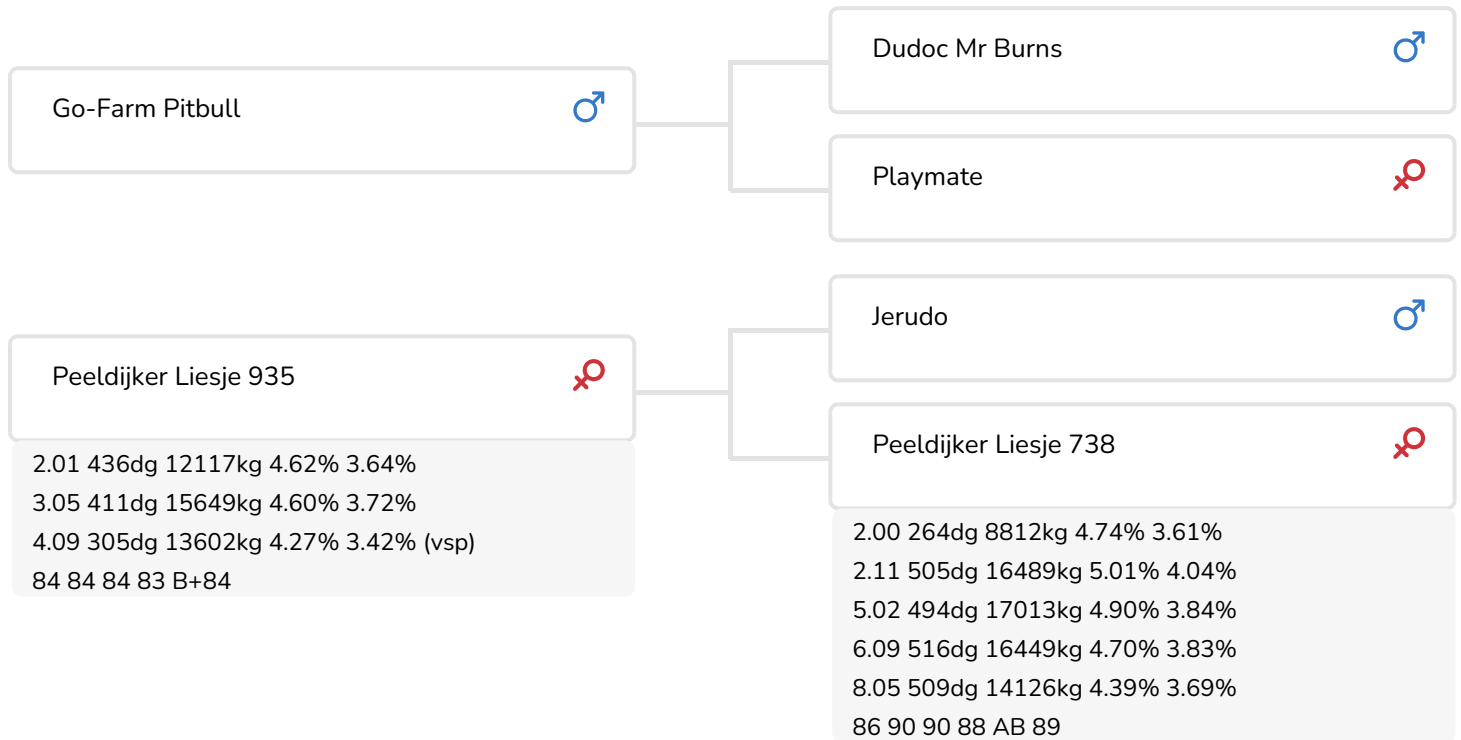 Go-Farm Pitbull
Dudoc Mr Burns
Playmate
Peeldijker Liesje 935
2.01 436dg 12117kg 4.62% 3.64%
3.05 411dg 15649kg 4.60% 3.72%
4.09 305dg 13602kg 4.27% 3.42% (vsp)
84 84 84 83 B+84
Jerudo
Peeldijker Liesje 738
2.00 264dg 8812kg 4.74% 3.61%
2.11 505dg 16489kg 5.01% 4.04%
5.02 494dg 17013kg 4.90% 3.84%
6.09 516dg 16449kg 4.70% 3.83%
8.05 509dg 14126kg 4.39% 3.69%
86 90 90 88 AB 89